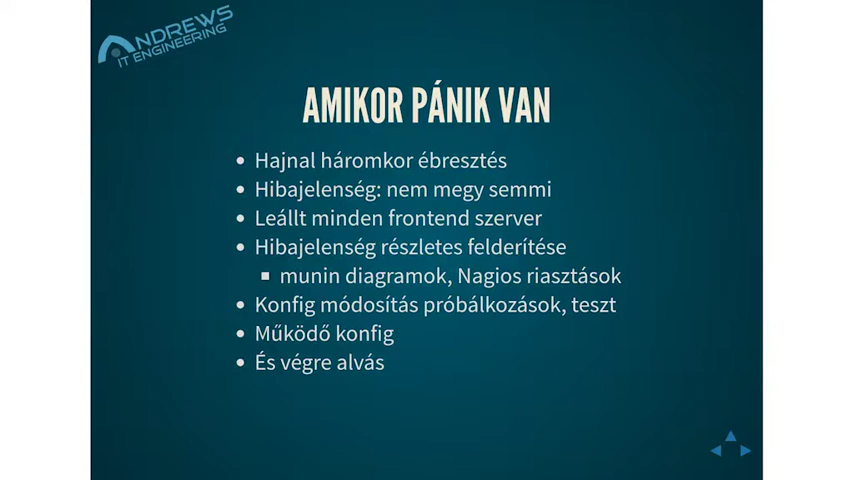 ANDREWS
IT ENGINEERING
AMIKOR PÁNIK VAN
Hajnal háromkor ébresztés
Hibajelenség: nem megy semmi
Leállt minden frontend szerver
Hibajelenség részletes felderítése
munin diagramok, Nagios riasztások
Konfig módosítás próbálkozások, teszt
Működő konfig
És végre alvás